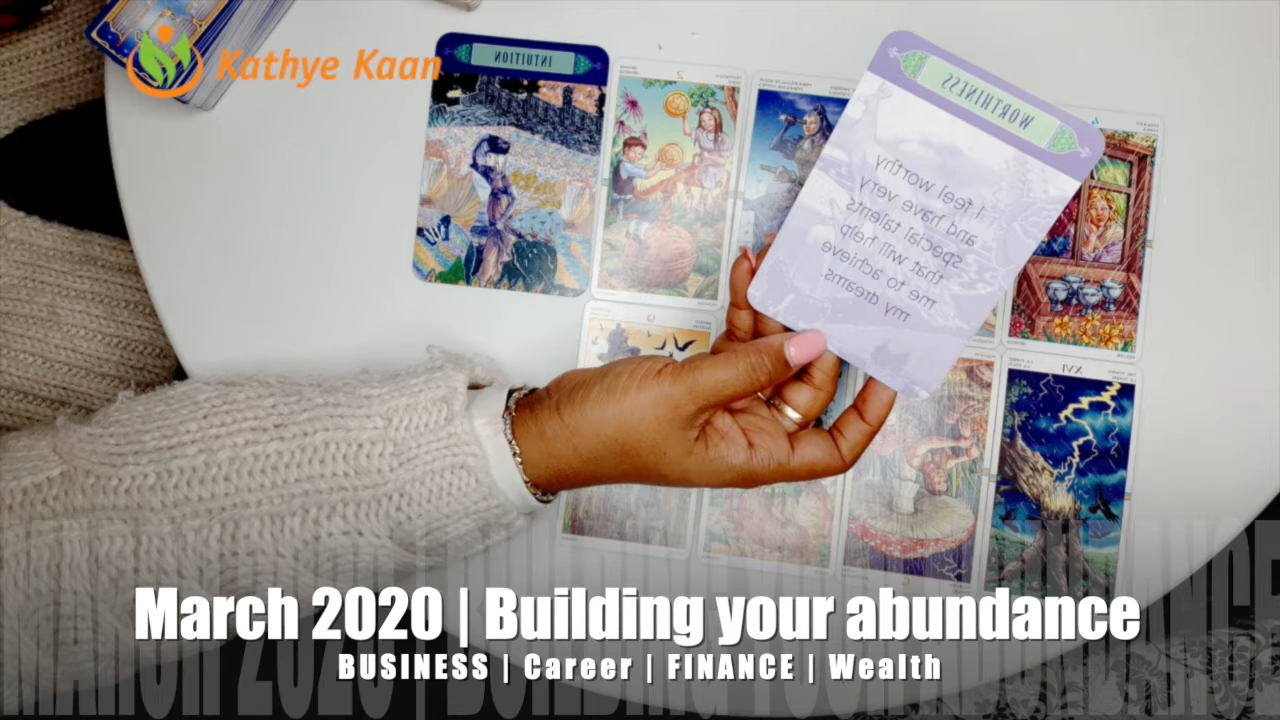 Kathye Kaan
INTUITION
WORTHINESS
I feel worthy
and have very
special talents
that will help
me to achieve
my dreams
XVI
March 2020 | Building your abundance
BUSINESS | Career | FINANCE | Wealth